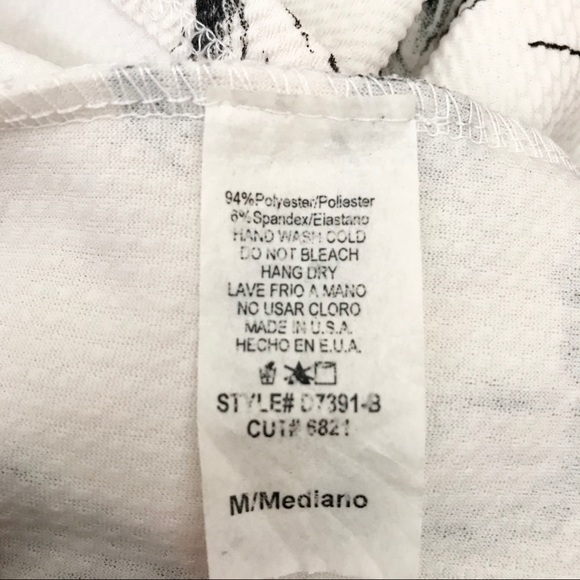 94%Polyester/Poliester
6%Spandex/Elastano
HAND WASH COLD
DO NOT BLEACH
HANG DRY
LAVE FRIO A MANO
NO USAR CLORO
MADE IN U.S.A.
HECHO EN E.U.A.
STYLE# D7391-B
CUT# 6821
M/Mediano